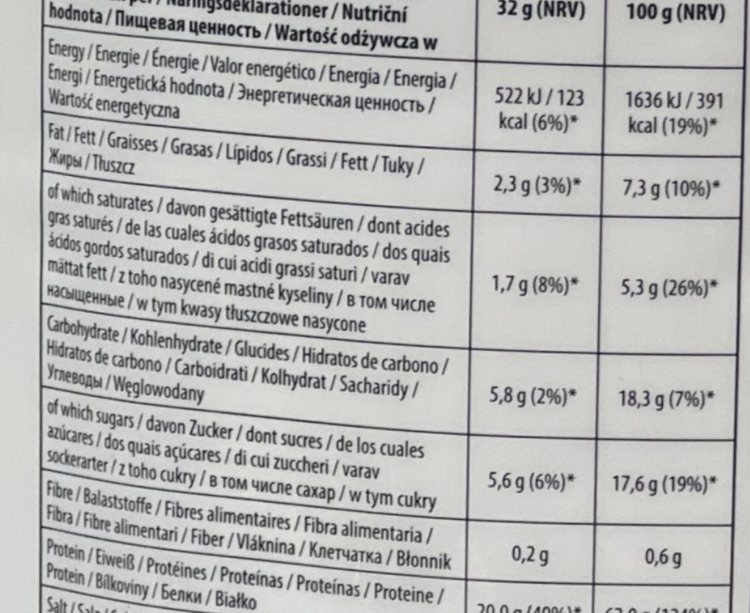 Näringsdeklarationer / Nutriční
hodnota / Пищевая ценность / Wartość odżywcza w
32 g (NRV)
100 g (NRV)
Energy / Energie / Énergie / Valor energético / Energia / Energia /
Energi / Energetická hodnota / Энергетическая ценность /
Wartość energetyczna
522 kJ / 123
kcal (6%)*
1636 kJ / 391
kcal (19%)*
Fat / Fett / Graisses / Grasas / Lípidos / Grassi / Fett / Tuky /
Жиры / Tłuszcz
2,3 g (3%)*
7,3 g (10%)*
of which saturates / davon gesättigte Fettsäuren / dont acides
gras saturés / de las cuales ácidos grasos saturados / dos quais
ácidos gordos saturados / di cui acidi grassi saturi / varav
mättat fett / z toho nasycené mastné kyseliny / в том числе
насыщенные / w tym kwasy tłuszczowe nasycone
1,7 g (8%)*
5,3 g (26%)*
Carbohydrate / Kohlenhydrate / Glucides / Hidratos de carbono /
Hidratos de carbono / Carboidrati / Kolhydrat / Sacharidy /
Углеводы / Węglowodany
5,8 g (2%)*
18,3 g (7%)*
of which sugars / davon Zucker / dont sucres / de los cuales
azúcares / dos quais açúcares / di cui zuccheri / varav
sockerarter / z toho cukry / в том числе сахар / w tym cukry
5,6 g (6%)*
17,6 g (19%)*
Fibre / Balaststoffe / Fibres alimentaires / Fibra alimentaria /
Fibra / Fibre alimentari / Fiber / Vláknina / Клетчатка / Błonnik
0,2 g
0,6 g
Protein / Eiweiß / Protéines / Proteínas / Proteínas / Proteine /
Protein / Bílkoviny / Белки / Białko
20,0 g (40%)*
Salt /